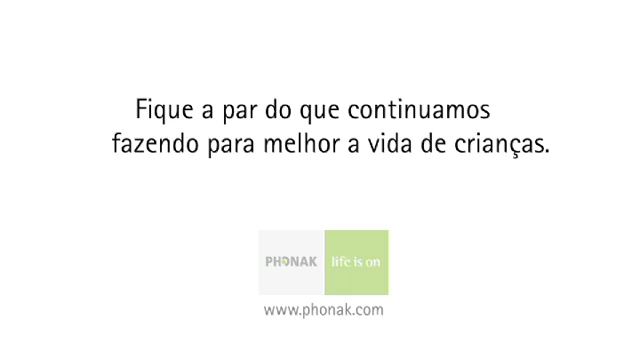 Fique a par do que continuamos
fazendo para melhor a vida de crianças.
PHONAK life is on
www.phonak.com